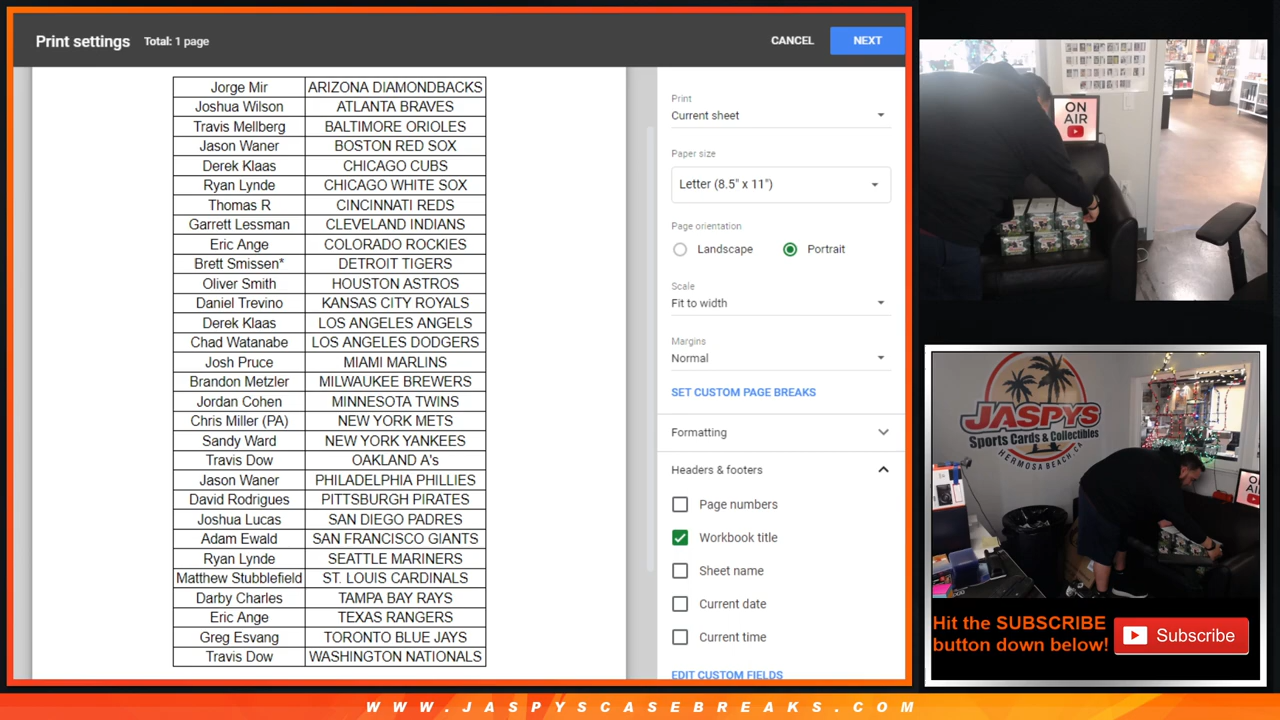 Print settings Total: 1 page CANCEL NEXT
Jorge Mir ARIZONA DIAMONDBACKS
Joshua Wilson ATLANTA BRAVES
Travis Mellberg BALTIMORE ORIOLES
Jason Waner BOSTON RED SOX
Derek Klaas CHICAGO CUBS
Ryan Lynde CHICAGO WHITE SOX
Thomas R CINCINNATI REDS
Garrett Lessman CLEVELAND INDIANS
Eric Ange COLORADO ROCKIES
Brett Smissen* DETROIT TIGERS
Oliver Smith HOUSTON ASTROS
Daniel Trevino KANSAS CITY ROYALS
Derek Klaas LOS ANGELES ANGELS
Chad Watanabe LOS ANGELES DODGERS
Josh Pruce MIAMI MARLINS
Brandon Metzler MILWAUKEE BREWERS
Jordan Cohen MINNESOTA TWINS
Chris Miller (PA) NEW YORK METS
Sandy Ward NEW YORK YANKEES
Travis Dow OAKLAND A's
Jason Waner PHILADELPHIA PHILLIES
David Rodrigues PITTSBURGH PIRATES
Joshua Lucas SAN DIEGO PADRES
Adam Ewald SAN FRANCISCO GIANTS
Ryan Lynde SEATTLE MARINERS
Matthew Stubblefield ST. LOUIS CARDINALS
Darby Charles TAMPA BAY RAYS
Eric Ange TEXAS RANGERS
Greg Esvang TORONTO BLUE JAYS
Travis Dow WASHINGTON NATIONALS
Print
Current sheet
Paper size
Letter (8.5" x 11")
Page orientation
Landscape Portrait
Scale
Fit to width
Margins
Normal
SET CUSTOM PAGE BREAKS
Formatting
Headers & footers
Page numbers
Workbook title
Sheet name
Current date
Current time
EDIT CUSTOM FIELDS
ON
AIR
JASPYS
Sports Cards & Collectibles
HERMOSA BEACH, CA
ON
Hit the SUBSCRIBE
button down below!
Subscribe
WWW.JASPYSCASEBREAKS.COM